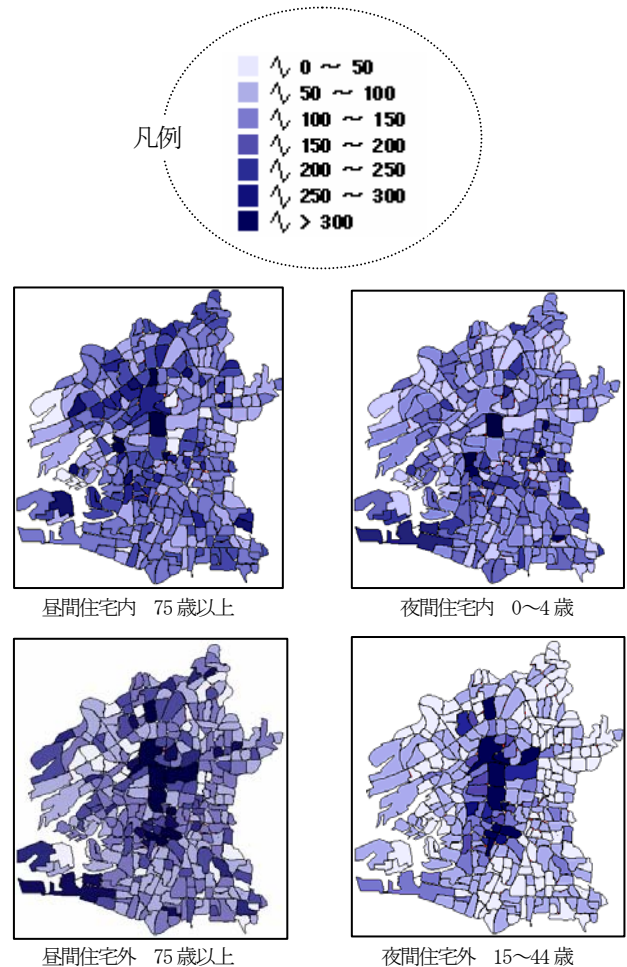 凡例
0 ~ 50
50 ~ 100
100 ~ 150
150 ~ 200
200 ~ 250
250 ~ 300
> 300
昼間住宅内 75歳以上
夜間住宅内 0～4歳
昼間住宅外 75歳以上
夜間住宅外 15～44歳